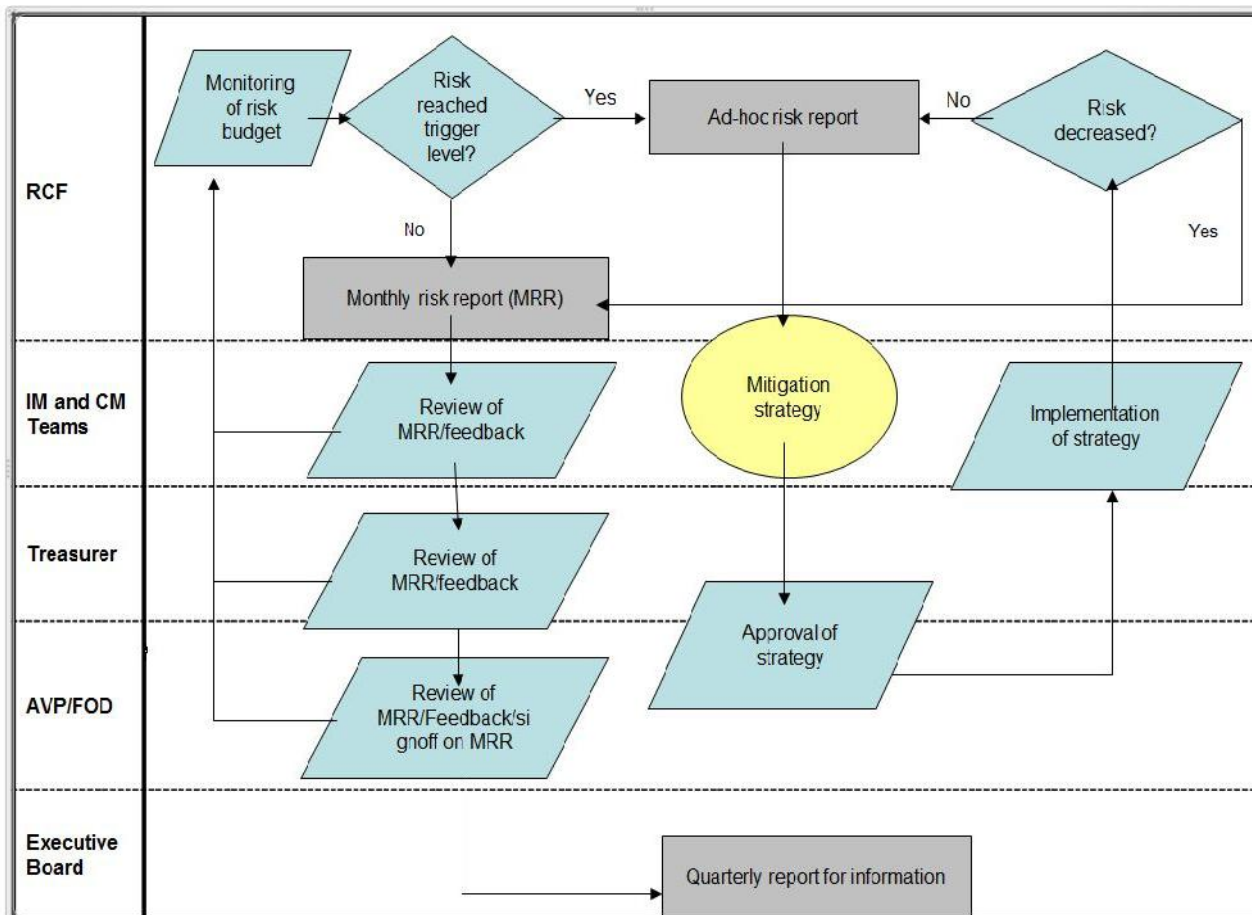 Monitoring
of risk
budget
Risk
reached
trigger
level?
Yes
Ad-hoc risk report
No
Risk
decreased?
RCF
No
Yes
Monthly risk report (MRR)
IM and CM
Teams
Review of
MRR/feedback
Mitigation
strategy
Implementation
of strategy
Treasurer
Review of
MRR/feedback
Approval of
strategy
AVP/FOD
Review of
MRR/Feedback/si
gnoff on MRR
Executive
Board
Quarterly report for information